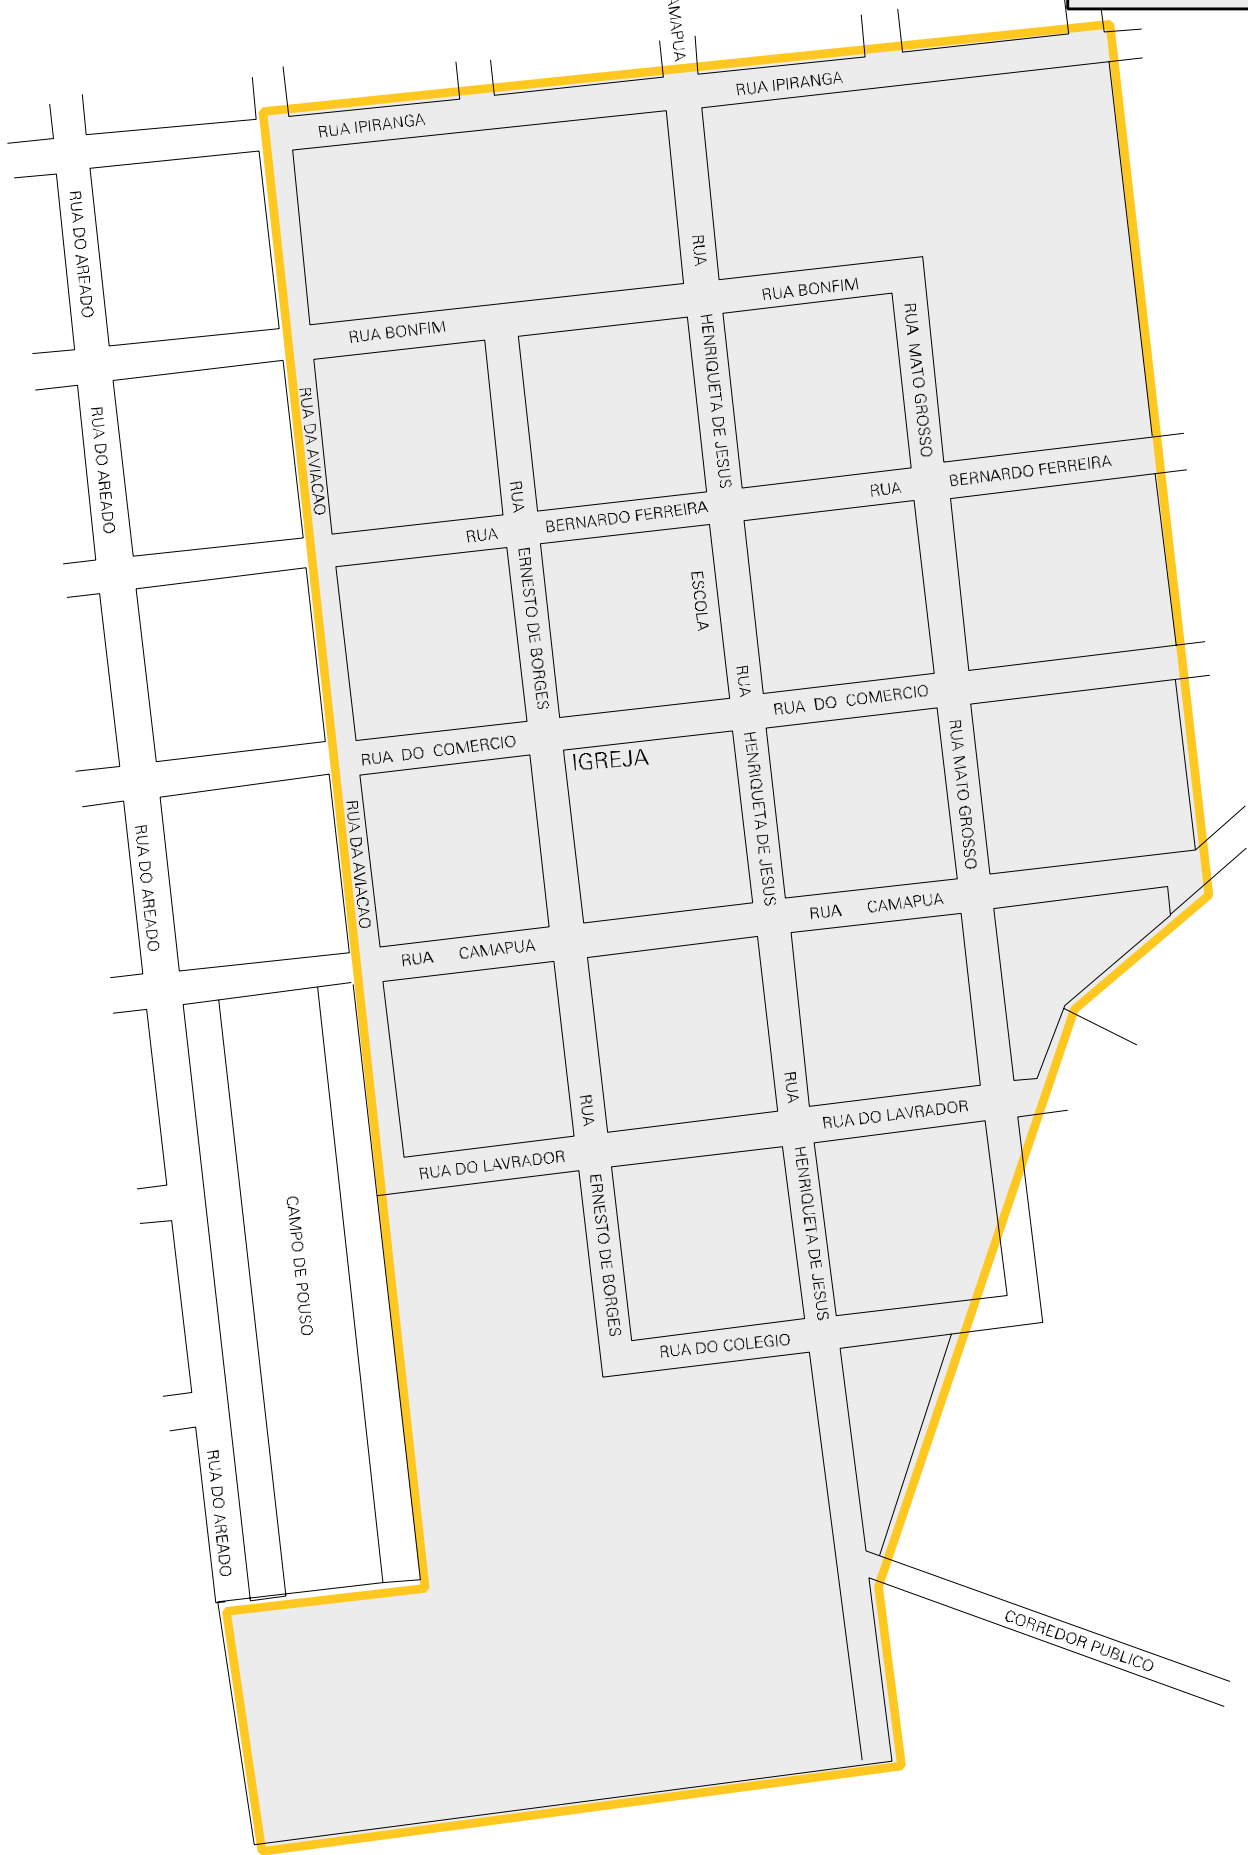 RUA IPIRANGA
RUA IPIRANGA
RUA DO AREADO
RUA
RUA BONFIM
RUA BONFIM
HENRIQUETA DE JESUS
RUA MATO GROSSO
RUA DA AVIACAO
RUA DO AREADO
RUA
BERNARDO FERREIRA
RUA
BERNARDO FERREIRA
RUA
ERNESTO DE BORGES
ESCOLA
RUA
RUA DO COMERCIO
RUA DO COMERCIO
IGREJA
HENRIQUETA DE JESUS
RUA MATO GROSSO
RUA DA AVIACAO
RUA DO AREADO
RUA CAMAPUA
RUA CAMAPUA
RUA
RUA
RUA DO LAVRADOR
RUA DO LAVRADOR
ERNESTO DE BORGES
HENRIQUETA DE JESUS
CAMPO DE POUSO
RUA DO COLEGIO
RUA DO AREADO
CORREDOR PUBLICO